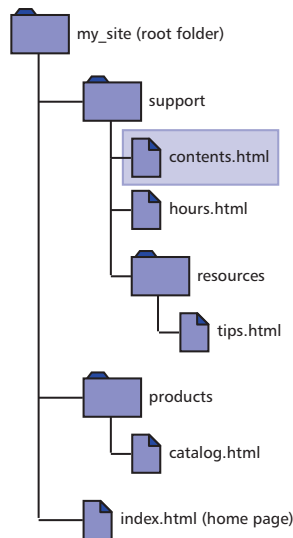 my_site (root folder)
support
contents.html
hours.html
resources
tips.html
products
catalog.html
index.html (home page)